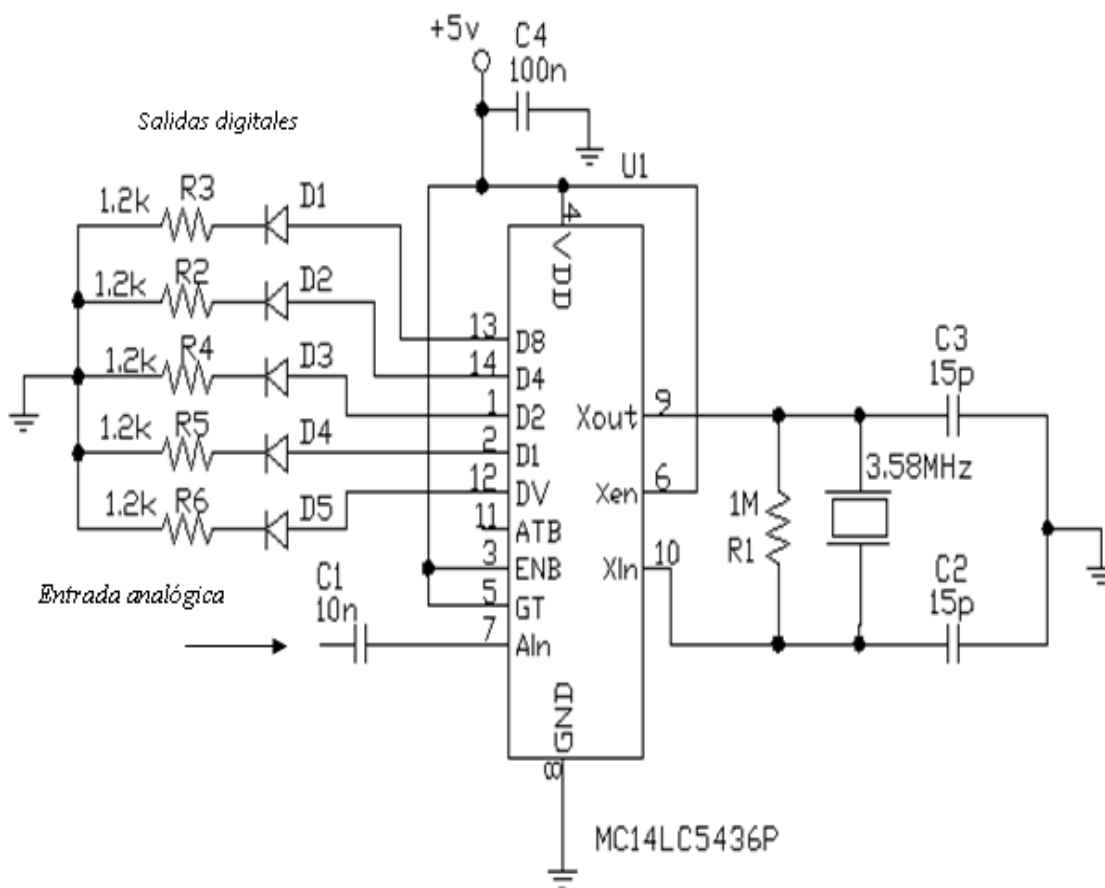 +5v
C4
100n
Salidas digitales
U1
1.2k R3 D1
1.2k R2 D2
1.2k R4 D3
1.2k R5 D4
1.2k R6 D5
4
VDD
13 D8
14 D4
1 D2
2 D1
12 DV
11 ATB
3 ENB
5 GT
7 AIn
Xout 9
Xen 6
XIn 10
C3
15p
3.58MHz
1M
R1
C2
15p
Entrada analógica
C1
10n
GND
8
MC14LC5436P